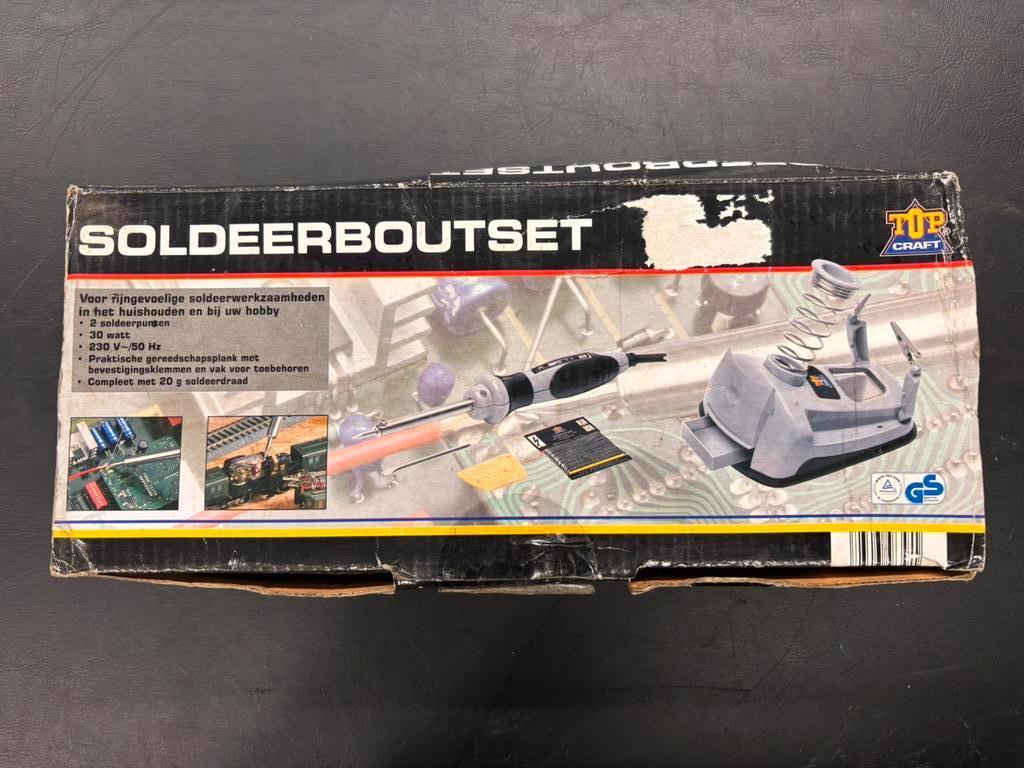 SOLDEERBOUTSET
TOP
CRAFT
®
Voor fijngevoelige soldeerwerkzaamheden
in het huishouden en bij uw hobby
• 2 soldeerpunten
• 30 watt
• 230 V~/50 Hz
• Praktische gereedschapsplank met
bevestigingsklemmen en vak voor toebehoren
• Compleet met 20 g soldeerdraad
GS